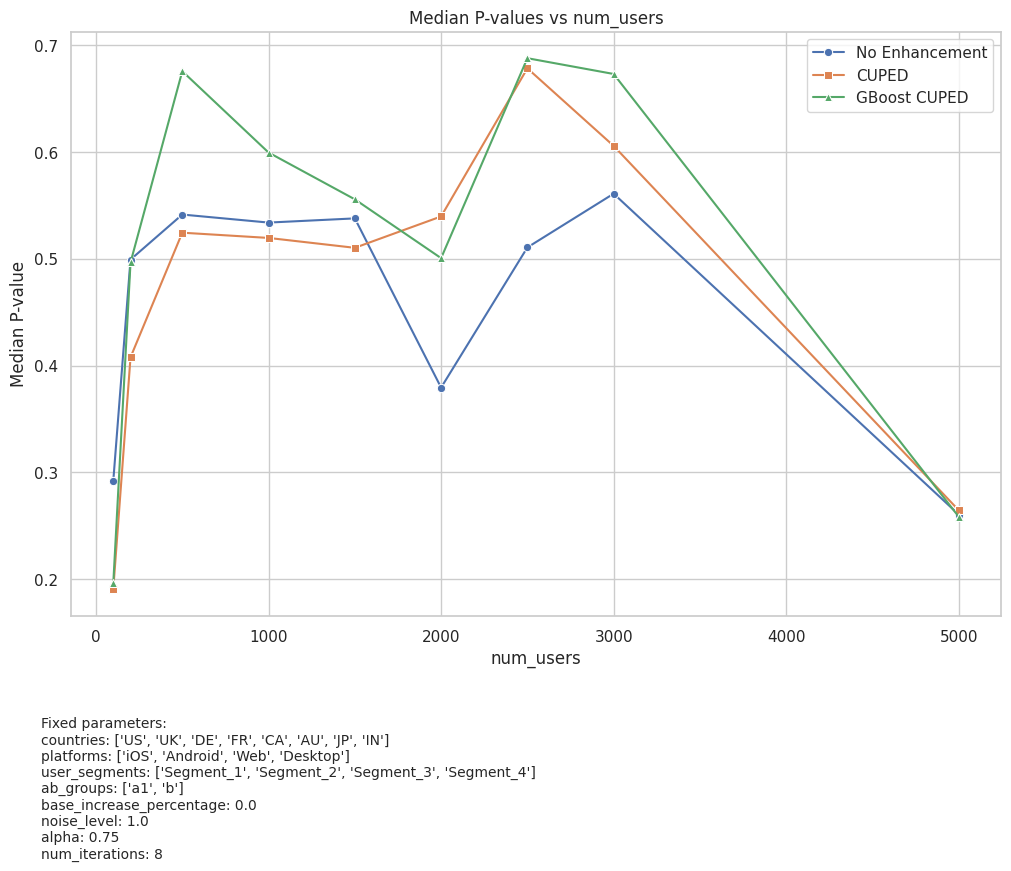 Median P-values vs num_users
No Enhancement
CUPED
GBoost CUPED
Median P-value
0.7
0.6
0.5
0.4
0.3
0.2
0
1000
2000
3000
4000
5000
num_users
Fixed parameters:
countries: ['US', 'UK', 'DE', 'FR', 'CA', 'AU', 'JP', 'IN']
platforms: ['iOS', 'Android', 'Web', 'Desktop']
user_segments: ['Segment_1', 'Segment_2', 'Segment_3', 'Segment_4']
ab_groups: ['a1', 'b']
base_increase_percentage: 0.0
noise_level: 1.0
alpha: 0.75
num_iterations: 8